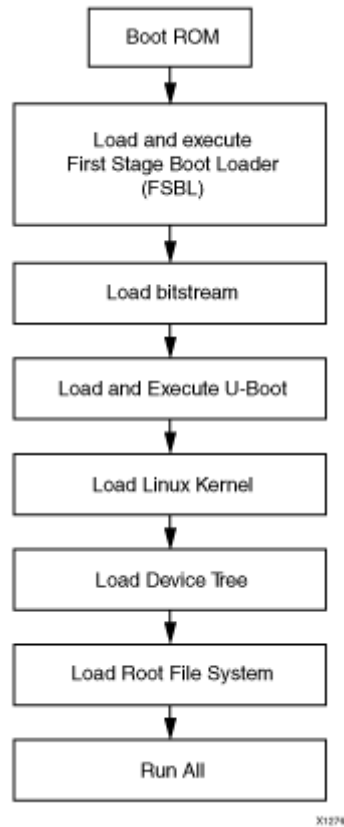 Boot ROM
Load and execute
First Stage Boot Loader
(FSBL)
Load bitstream
Load and Execute U-Boot
Load Linux Kernel
Load Device Tree
Load Root File System
Run All
X1274